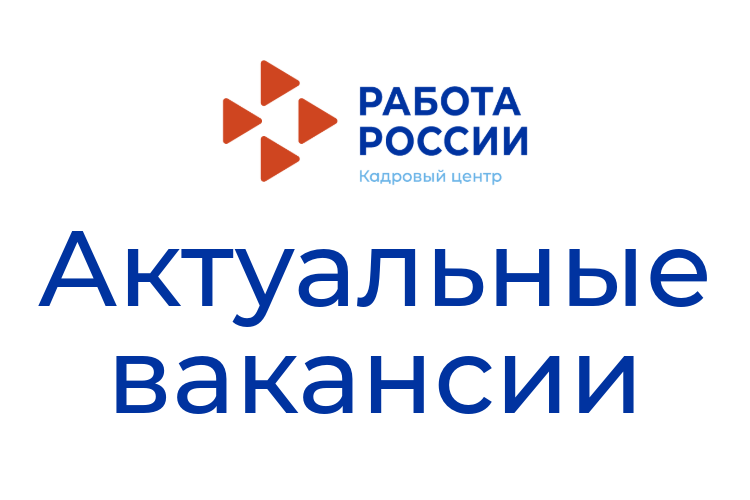 РАБОТА
РОССИИ
Кадровый центр
Актуальные
вакансии